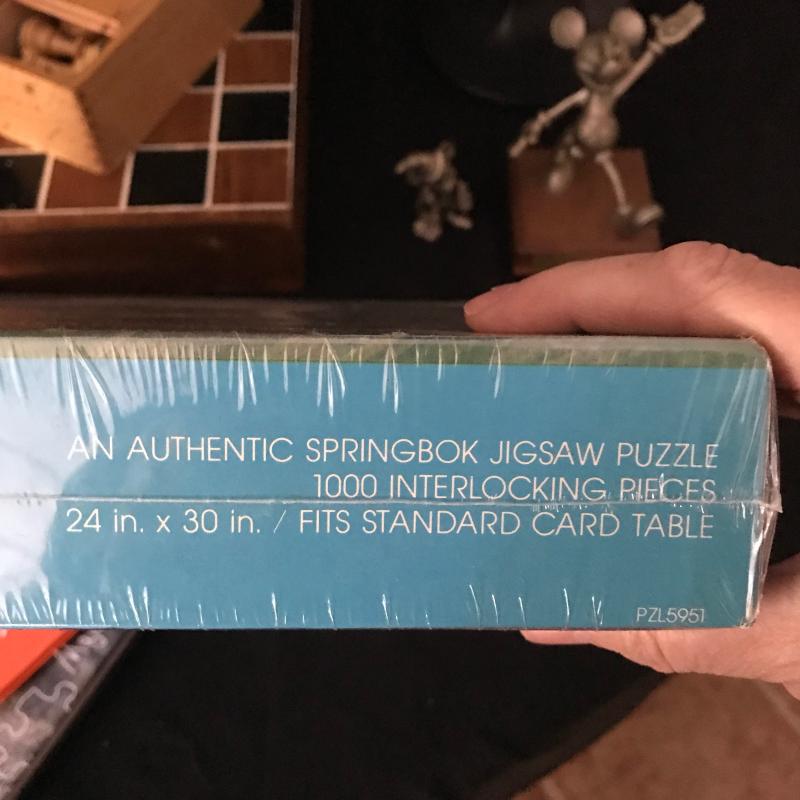 AN AUTHENTIC SPRINGBOK JIGSAW PUZZLE
1000 INTERLOCKING PIECES
24 in. x 30 in. / FITS STANDARD CARD TABLE
PZL5951